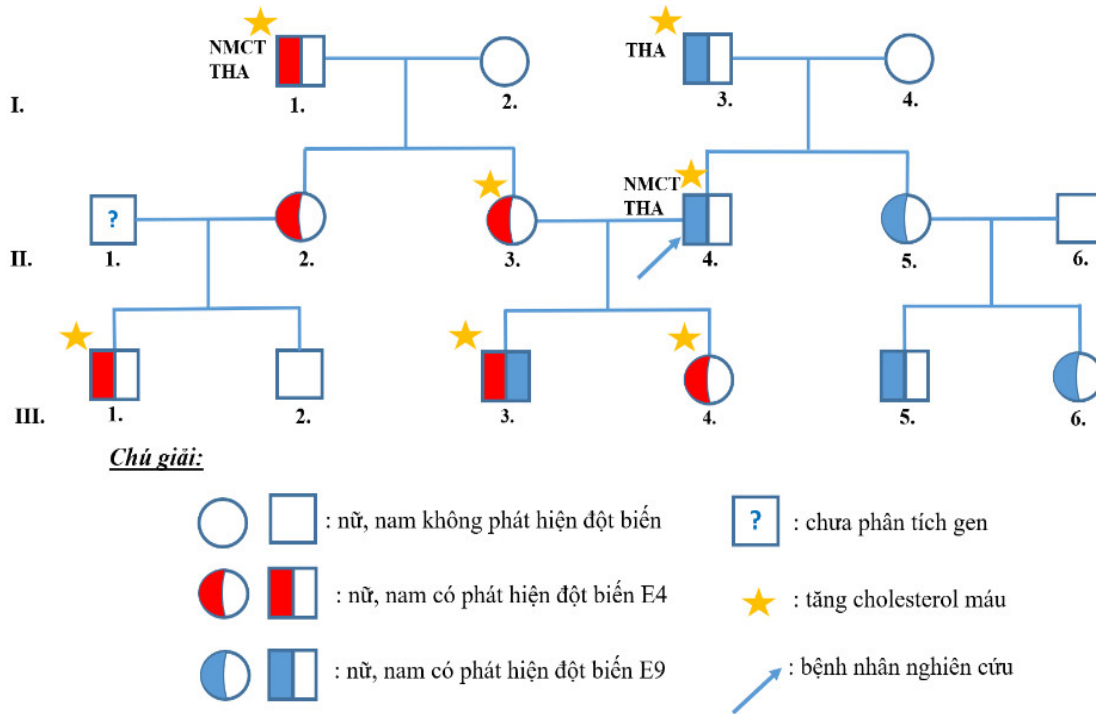 NMCT
THA
THA
1.
2.
3.
4.
I.
NMCT
THA
?
1.
2.
3.
4.
5.
6.
II.
1.
2.
3.
4.
5.
6.
III.
Chú giải:
: nữ, nam không phát hiện đột biến
? : chưa phân tích gen
: nữ, nam có phát hiện đột biến E4
: tăng cholesterol máu
: nữ, nam có phát hiện đột biến E9
: bệnh nhân nghiên cứu